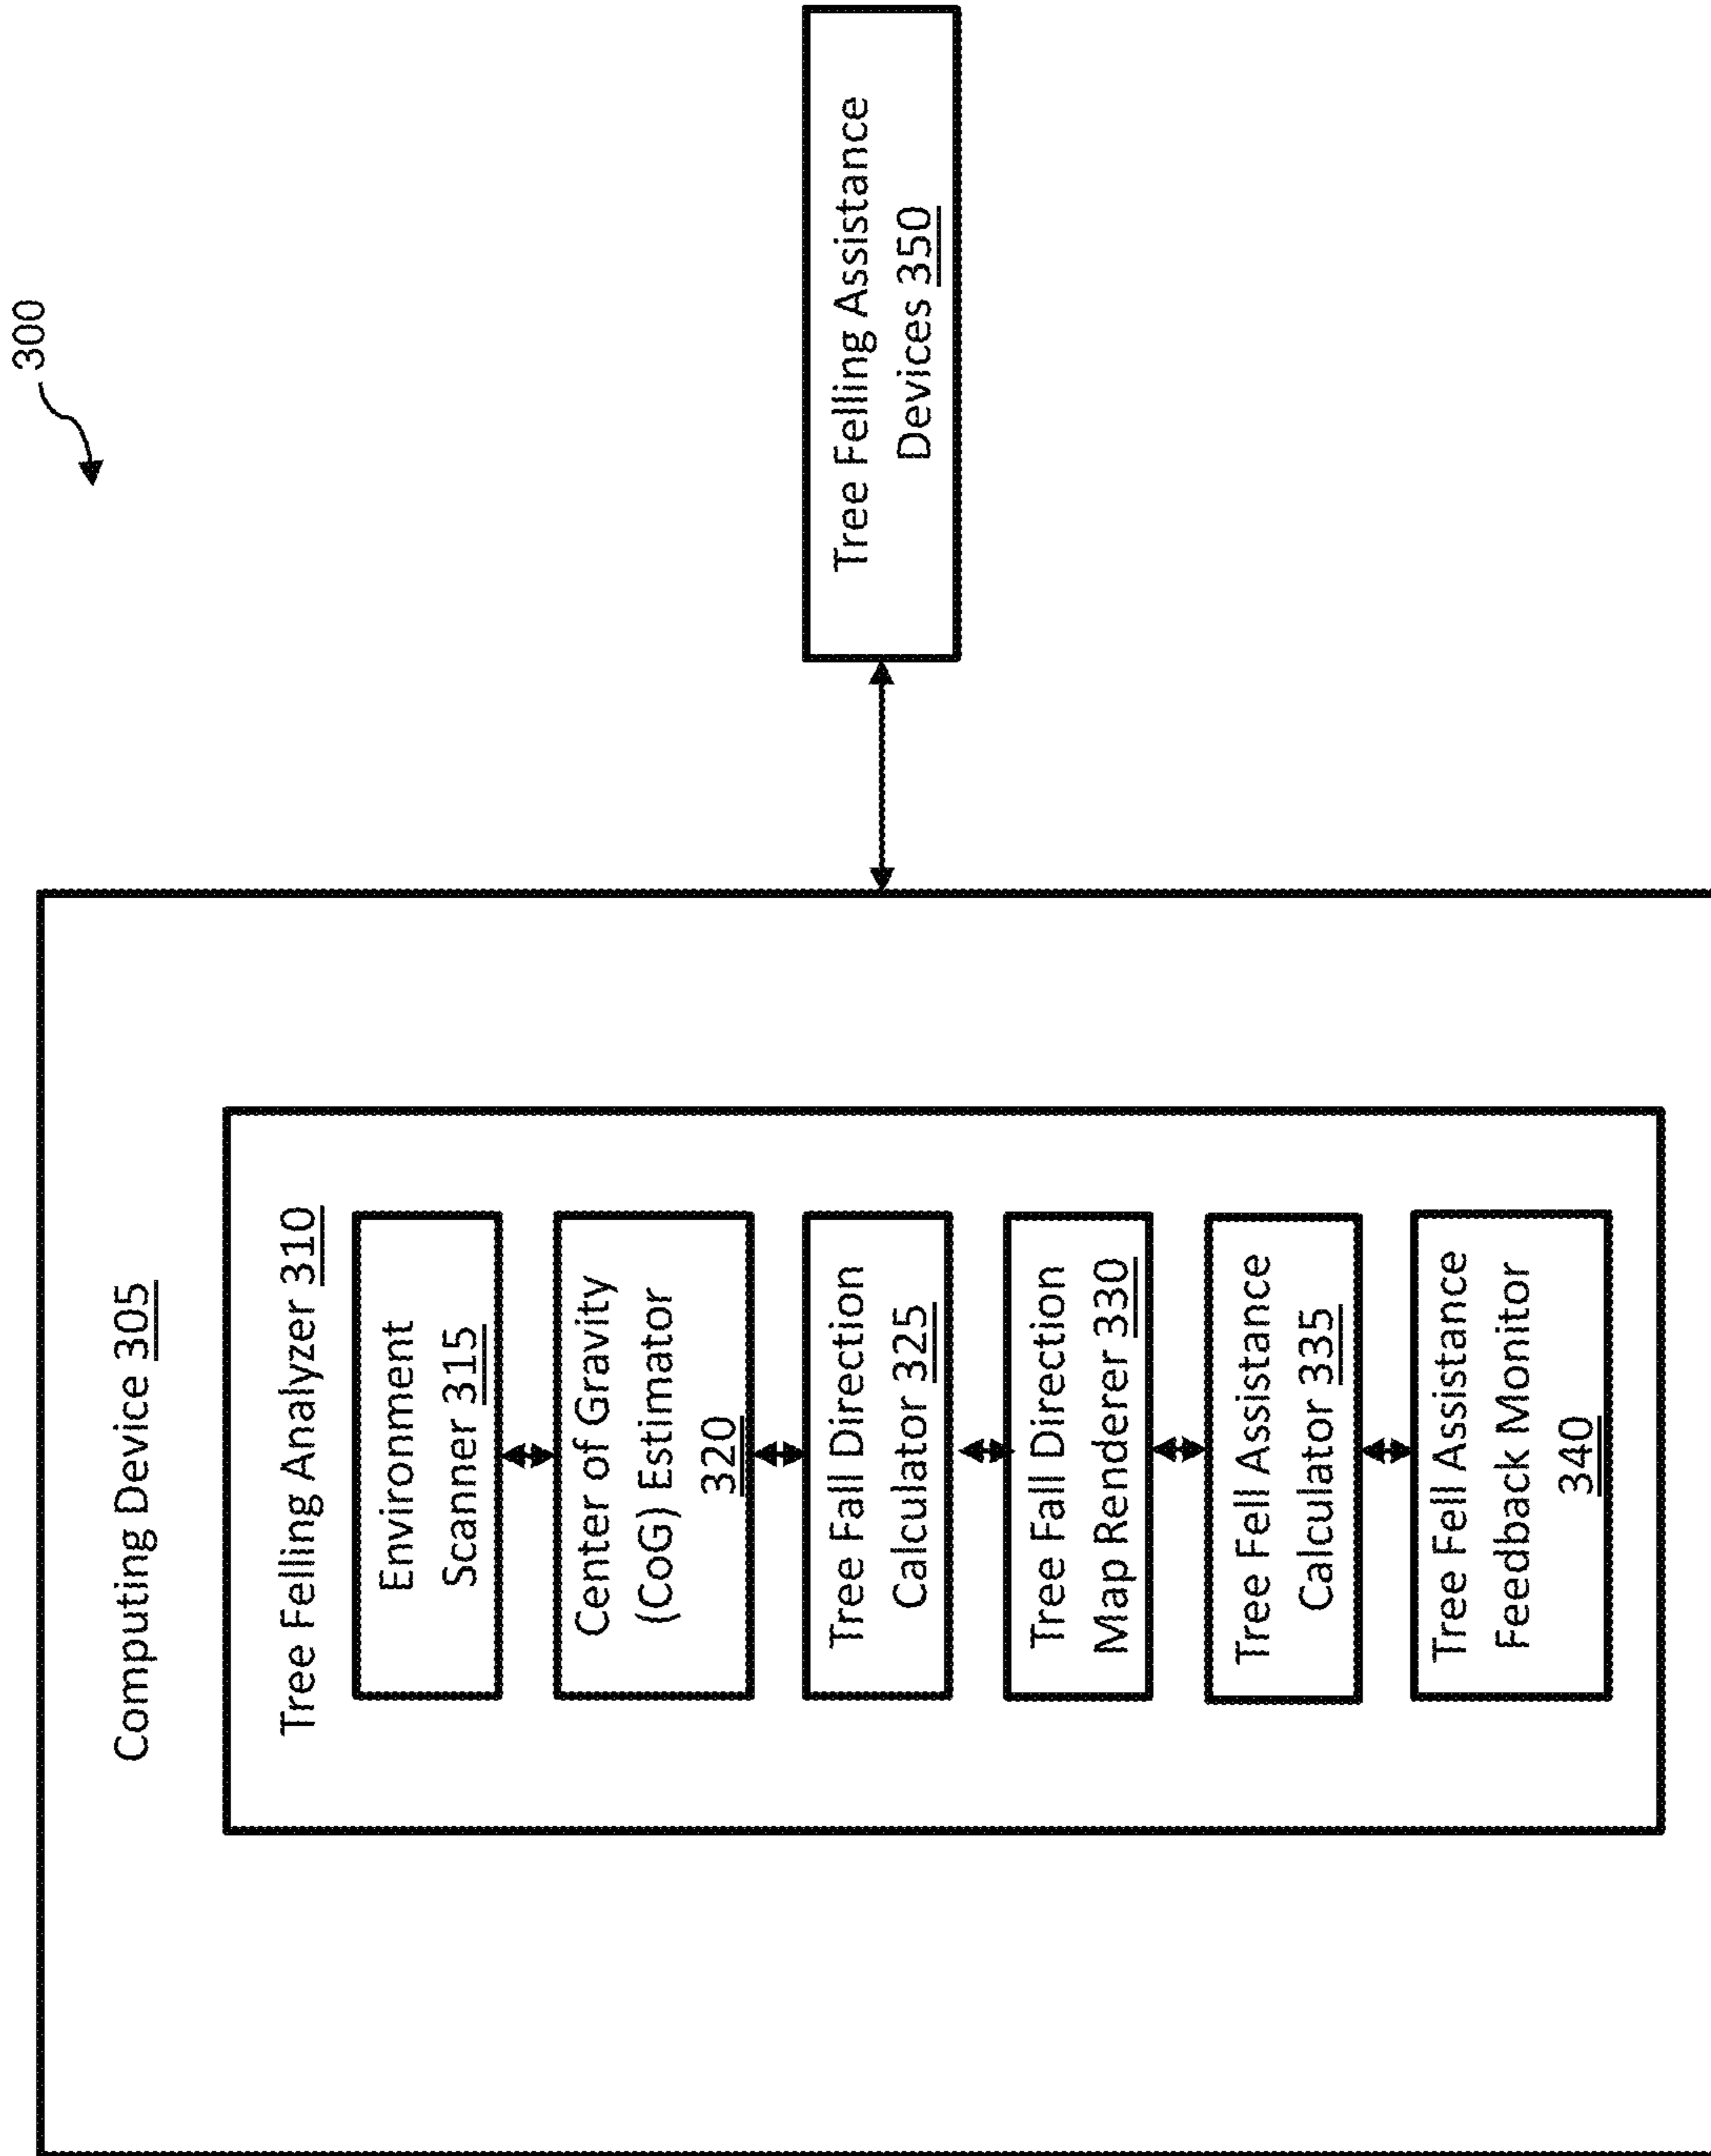 300
Computing Device 305
Tree Felling Analyzer 310
Environment
Scanner 315
Center of Gravity
(CoG) Estimator
320
Tree Fall Direction
Calculator 325
Tree Fall Direction
Map Renderer 330
Tree Fell Assistance
Calculator 335
Tree Fell Assistance
Feedback Monitor
340
Tree Felling Assistance
Devices 350